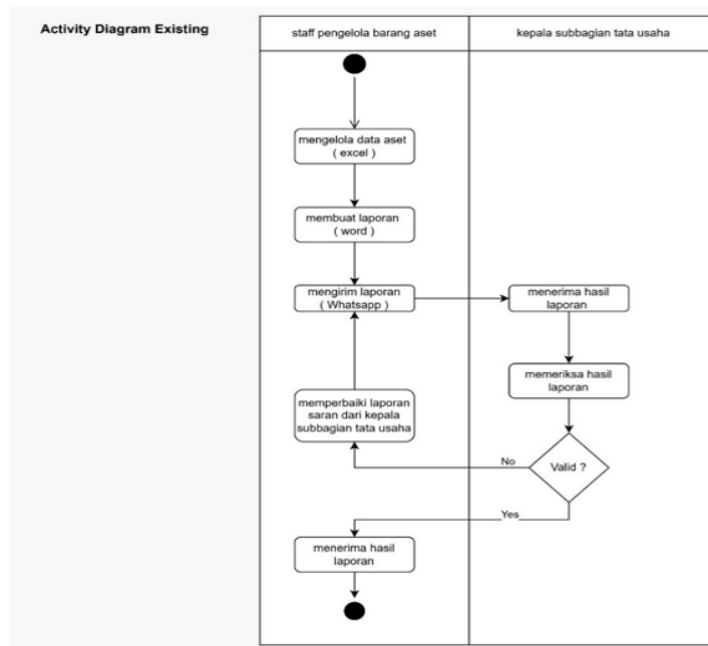 Activity Diagram Existing
staff pengelola barang aset
kepala subbagian tata usaha
mengelola data aset
( excel )
membuat laporan
( word )
mengirim laporan
( Whatsapp )
menerima hasil
laporan
memeriksa hasil
laporan
memperbaiki laporan
saran dari kepala
subbagian tata usaha
No
Valid ?
Yes
menerima hasil
laporan